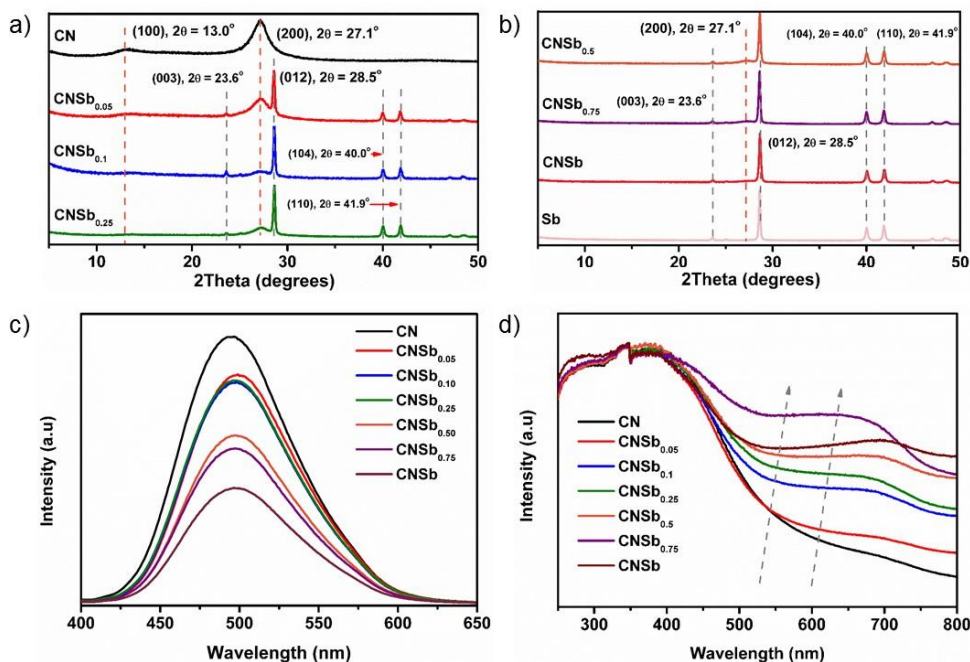 a)
CN
(100), 2θ = 13.0°
(200), 2θ = 27.1°
(003), 2θ = 23.6°
(012), 2θ = 28.5°
CNSb0.05
CNSb0.1
(104), 2θ = 40.0°
CNSb0.25
(110), 2θ = 41.9°
10 20 30 40 50
2Theta (degrees)
b)
CNSb0.5
(200), 2θ = 27.1°
(104), 2θ = 40.0°
(110), 2θ = 41.9°
CNSb0.75
(003), 2θ = 23.6°
(012), 2θ = 28.5°
CNSb
Sb
10 20 30 40 50
2Theta (degrees)
c)
Intensity (a.u)
CN
CNSb0.05
CNSb0.10
CNSb0.25
CNSb0.50
CNSb0.75
CNSb
400 450 500 550 600 650
Wavelength (nm)
d)
Intensity (a.u)
CN
CNSb0.05
CNSb0.1
CNSb0.25
CNSb0.5
CNSb0.75
CNSb
300 400 500 600 700 800
Wavelength (nm)